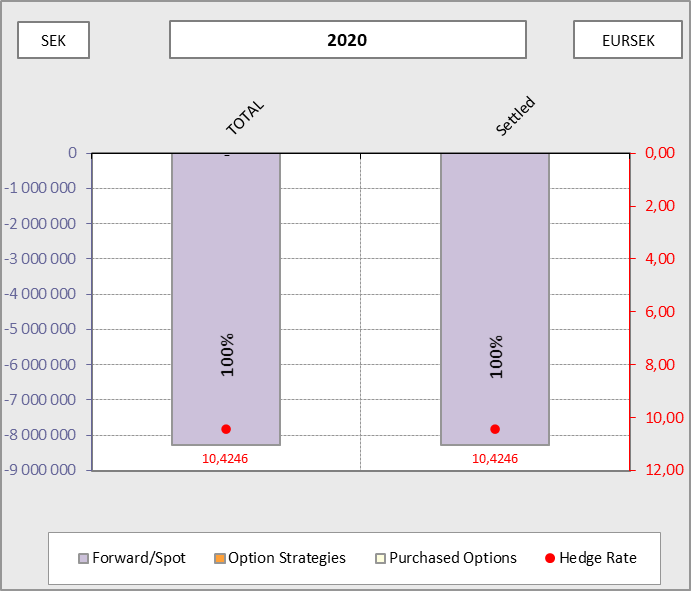 SEK
2020
EURSEK
TOTAL
Settled
0
-1 000 000
-2 000 000
-3 000 000
-4 000 000
-5 000 000
-6 000 000
-7 000 000
-8 000 000
-9 000 000
100%
100%
10,4246
10,4246
0,00
2,00
4,00
6,00
8,00
10,00
12,00
Forward/Spot
Option Strategies
Purchased Options
Hedge Rate